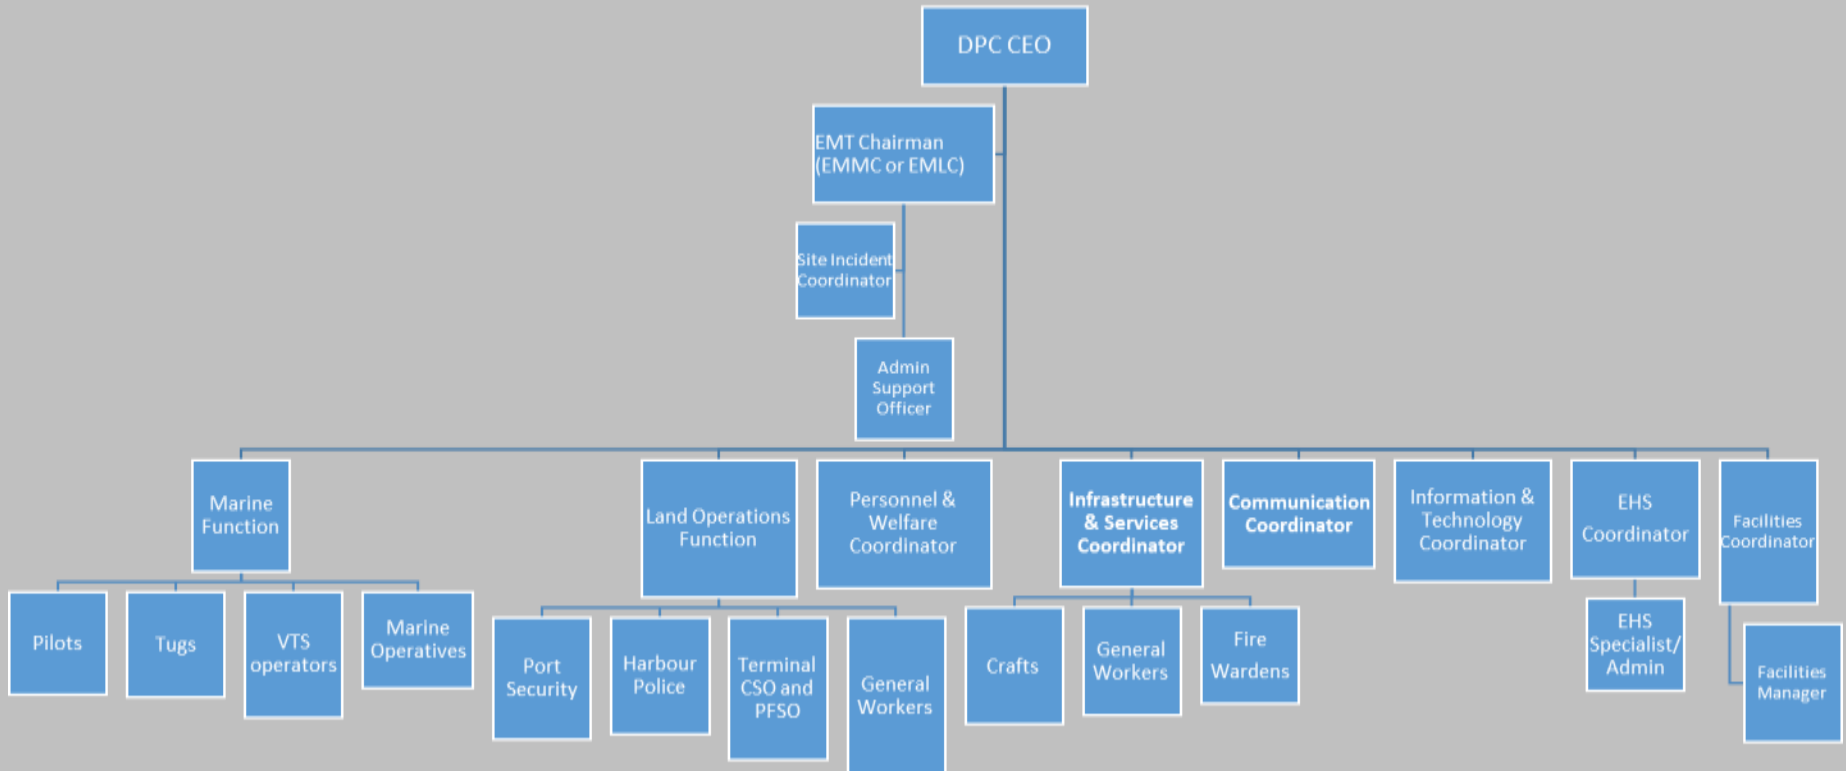 DPC CEO
EMT Chairman
(EMMC or EMLC)
Site Incident
Coordinator
Admin
Support
Officer
Marine
Function
Land Operations
Function
Personnel &
Welfare
Coordinator
Infrastructure
& Services
Coordinator
Communication
Coordinator
Information &
Technology
Coordinator
EHS
Coordinator
Facilities
Coordinator
Pilots
Tugs
VTS
operators
Marine
Operatives
Port
Security
Harbour
Police
Terminal
CSO and
PFSO
General
Workers
Crafts
General
Workers
Fire
Wardens
EHS
Specialist/
Admin
Facilities
Manager